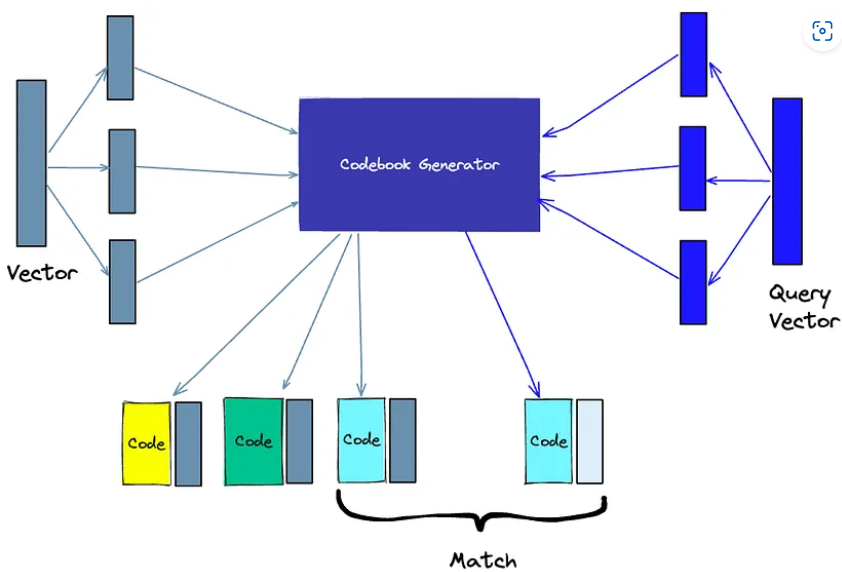 Codebook Generator
Vector
Query
Vector
Code
Code
Code
Code
Match